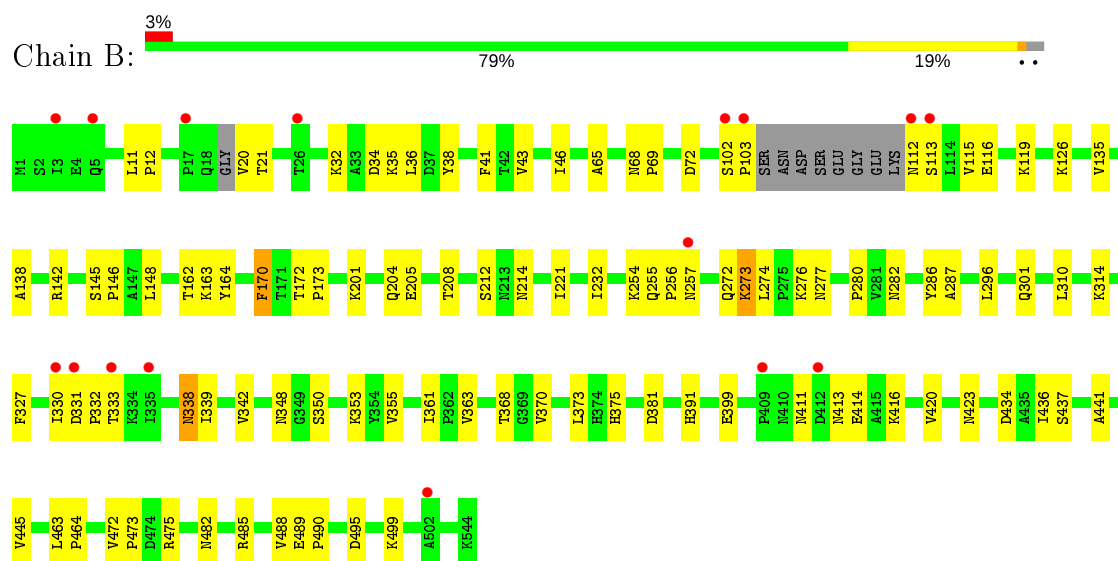 3%
Chain B:
79% 19% • •
M1 S2 I3 E4 Q5 L11 P12 P17 Q18 GLY V20 T21 T26 K32 A33 D34 K35 L36 D37 Y38 F41 T42 V43 I46 A65 N68 P69 D72 S102 P103 SER ASN ASP SER GLU GLY GLU LYS N112 S113 L114 V115 E116 K119 K126 V135
A138 R142 S145 P146 A147 L148 T162 K163 Y164 F170 T171 T172 P173 K201 Q204 E205 T208 S212 N213 N214 I221 I232 K254 Q255 P256 N257 Q272 K273 L274 P275 K276 N277 P280 V281 N282 Y286 A287 L296 Q301 L310 K314
F327 I330 D331 P332 T333 K334 I335 N338 I339 V342 N348 G349 S350 K353 Y354 V355 I361 P362 V363 T368 G369 V370 L373 H374 H375 D381 H391 E399 P409 N410 N411 D412 N413 E414 A415 K416 V420 N423 D434 A435 I436 S437 A441
V445 L463 P464 V472 P473 D474 R475 N482 R485 V488 E489 P490 D495 K499 A502 K544